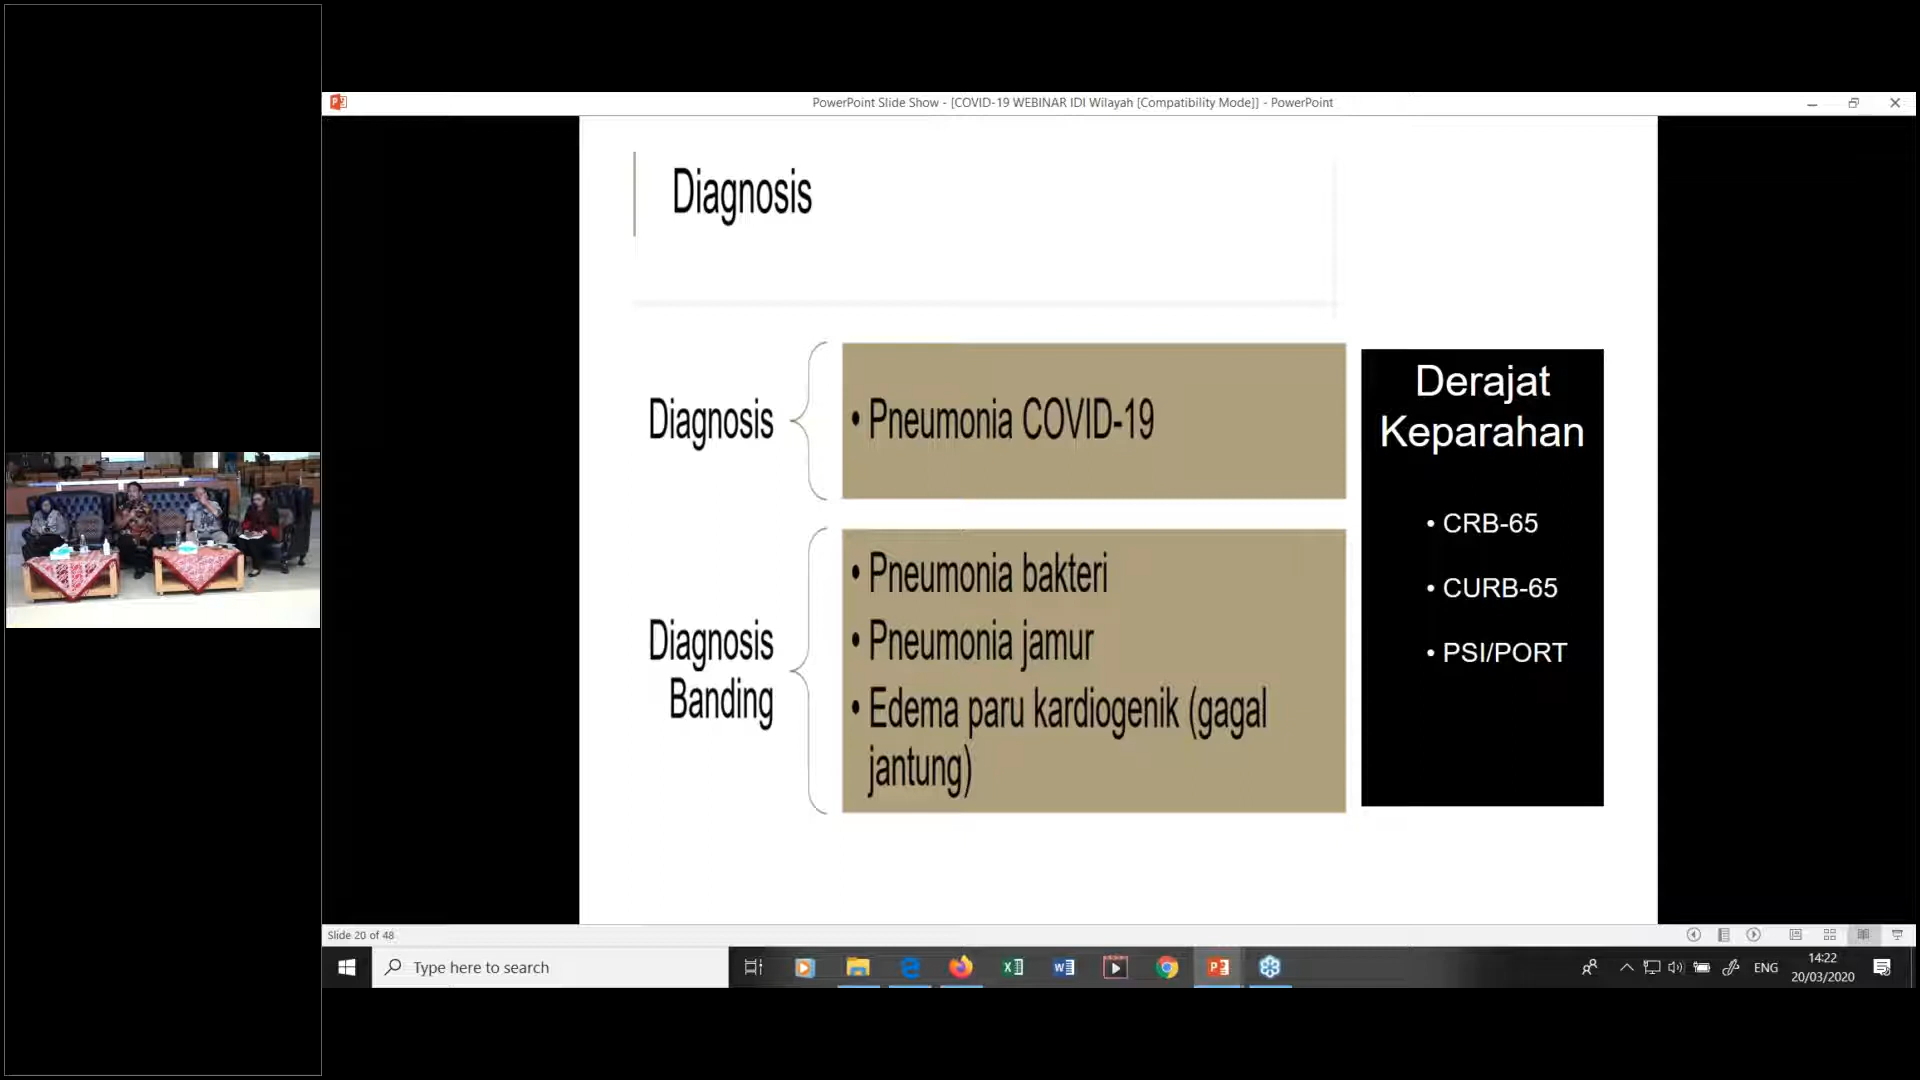 PowerPoint Slide Show - [COVID-19 WEBINAR IDI Wilayah [Compatibility Mode]] - PowerPoint
Diagnosis
Diagnosis
• Pneumonia COVID-19
Diagnosis
Banding
• Pneumonia bakteri
• Pneumonia jamur
• Edema paru kardiogenik (gagal
jantung)
Derajat
Keparahan
• CRB-65
• CURB-65
• PSI/PORT
Slide 20 of 48
Type here to search
ENG
14:22
20/03/2020